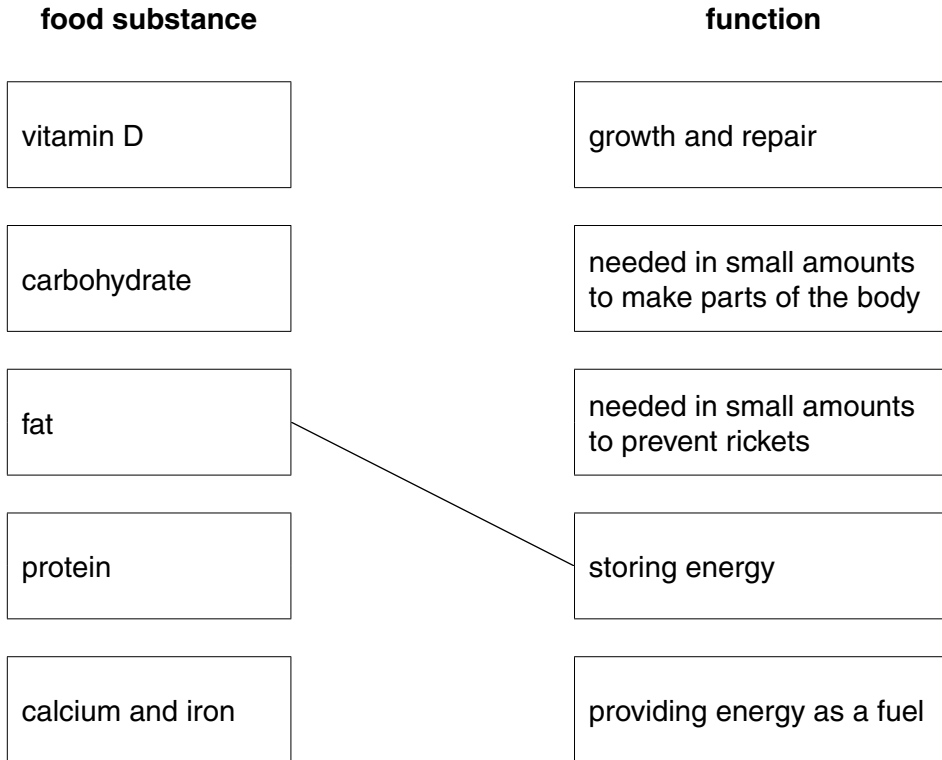 food substance
function
vitamin D
growth and repair
carbohydrate
needed in small amounts
to make parts of the body
fat
needed in small amounts
to prevent rickets
protein
storing energy
calcium and iron
providing energy as a fuel